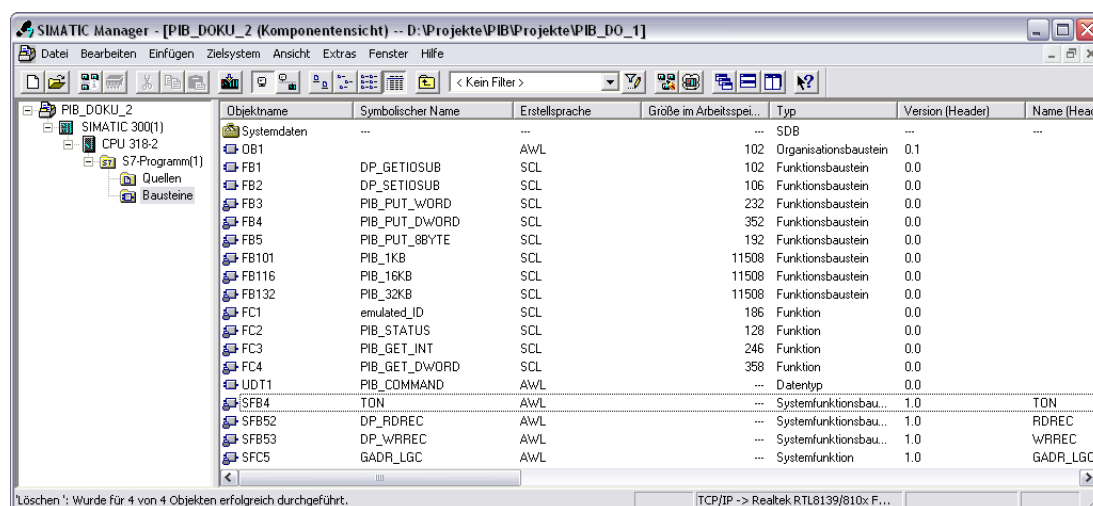 SIMATIC Manager - [PIB_DOKU_2 (Komponentensicht) -- D:\Projekte\PIB\Projekte\PIB_DO_1]
Datei Bearbeiten Einfügen Zielsystem Ansicht Extras Fenster Hilfe
< Kein Filter >
PIB_DOKU_2
SIMATIC 300(1)
CPU 318-2
S7-Programm(1)
Quellen
Bausteine
Objektname Symbolischer Name Erstellsprache Größe im Arbeitsspei... Typ Version (Header) Name (Head
Systemdaten --- --- --- SDB --- ---
OB1 AWL 102 Organisationsbaustein 0.1
FB1 DP_GETIOSUB SCL 102 Funktionsbaustein 0.0
FB2 DP_SETIOSUB SCL 106 Funktionsbaustein 0.0
FB3 PIB_PUT_WORD SCL 232 Funktionsbaustein 0.0
FB4 PIB_PUT_DWORD SCL 352 Funktionsbaustein 0.0
FB5 PIB_PUT_8BYTE SCL 192 Funktionsbaustein 0.0
FB101 PIB_1KB SCL 11508 Funktionsbaustein 0.0
FB116 PIB_16KB SCL 11508 Funktionsbaustein 0.0
FB132 PIB_32KB SCL 11508 Funktionsbaustein 0.0
FC1 emulated_ID SCL 186 Funktion 0.0
FC2 PIB_STATUS SCL 128 Funktion 0.0
FC3 PIB_GET_INT SCL 246 Funktion 0.0
FC4 PIB_GET_DWORD SCL 358 Funktion 0.0
UDT1 PIB_COMMAND AWL --- Datentyp 0.0
SFB4 TON AWL --- Systemfunktionsbau... 1.0 TON
SFB52 DP_RDREC AWL --- Systemfunktionsbau... 1.0 RDREC
SFB53 DP_WRREC AWL --- Systemfunktionsbau... 1.0 WRREC
SFC5 GADR_LGC AWL --- Systemfunktion 1.0 GADR_LGC
'Löschen ': Wurde für 4 von 4 Objekten erfolgreich durchgeführt. TCP/IP -> Realtek RTL8139/810x F...